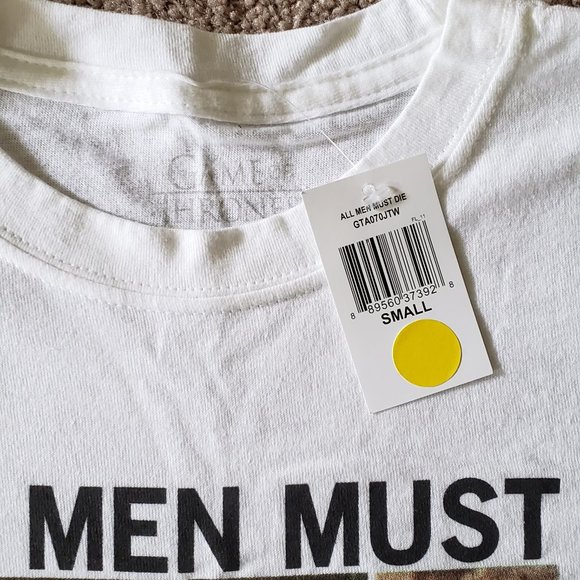 GAME OF
THRONES
ALL MEN MUST DIE
GTA070JTW
FL_11
8 89560 37392 8
SMALL
MEN MUST